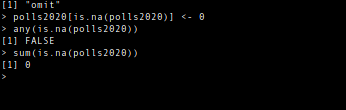 [1] "omit"
> polls2020[is.na(polls2020)] <- 0
> any(is.na(polls2020))
[1] FALSE
> sum(is.na(polls2020))
[1] 0
>